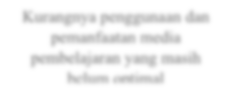 Kurangnya penggunaan dan
pemanfaatan media
pembelajaran yang masih
belum optimal